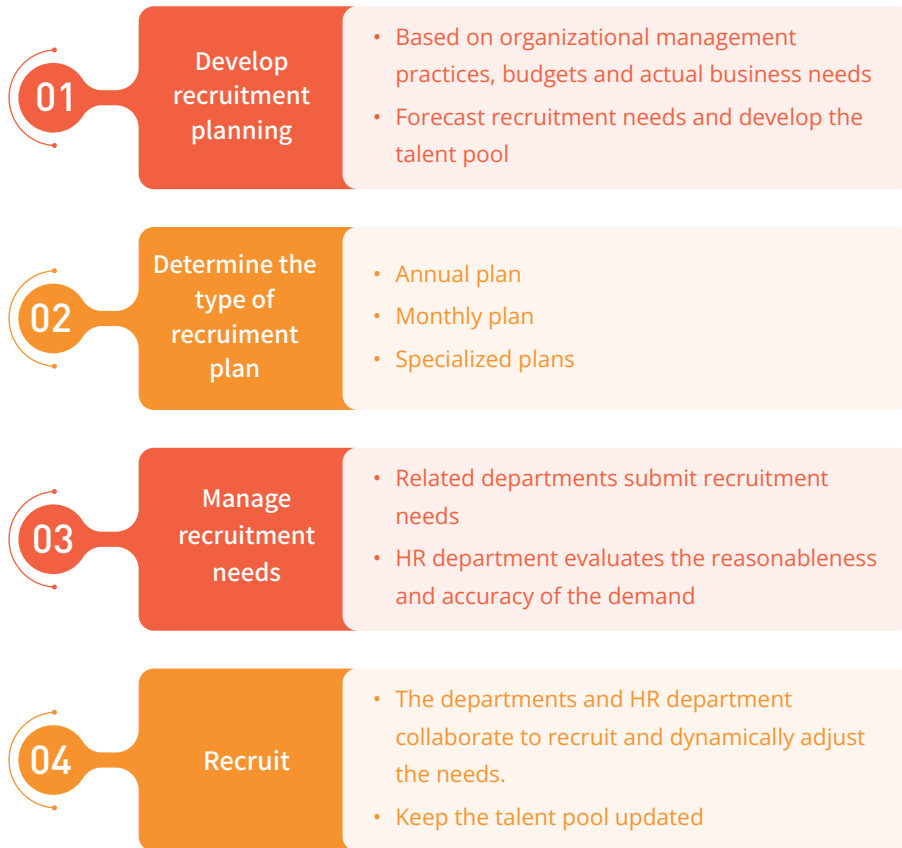 01
Develop
recruitment
planning
• Based on organizational management
practices, budgets and actual business needs
• Forecast recruitment needs and develop the
talent pool
02
Determine the
type of
recruiment
plan
• Annual plan
• Monthly plan
• Specialized plans
03
Manage
recruitment
needs
• Related departments submit recruitment
needs
• HR department evaluates the reasonableness
and accuracy of the demand
04
Recruit
• The departments and HR department
collaborate to recruit and dynamically adjust
the needs.
• Keep the talent pool updated